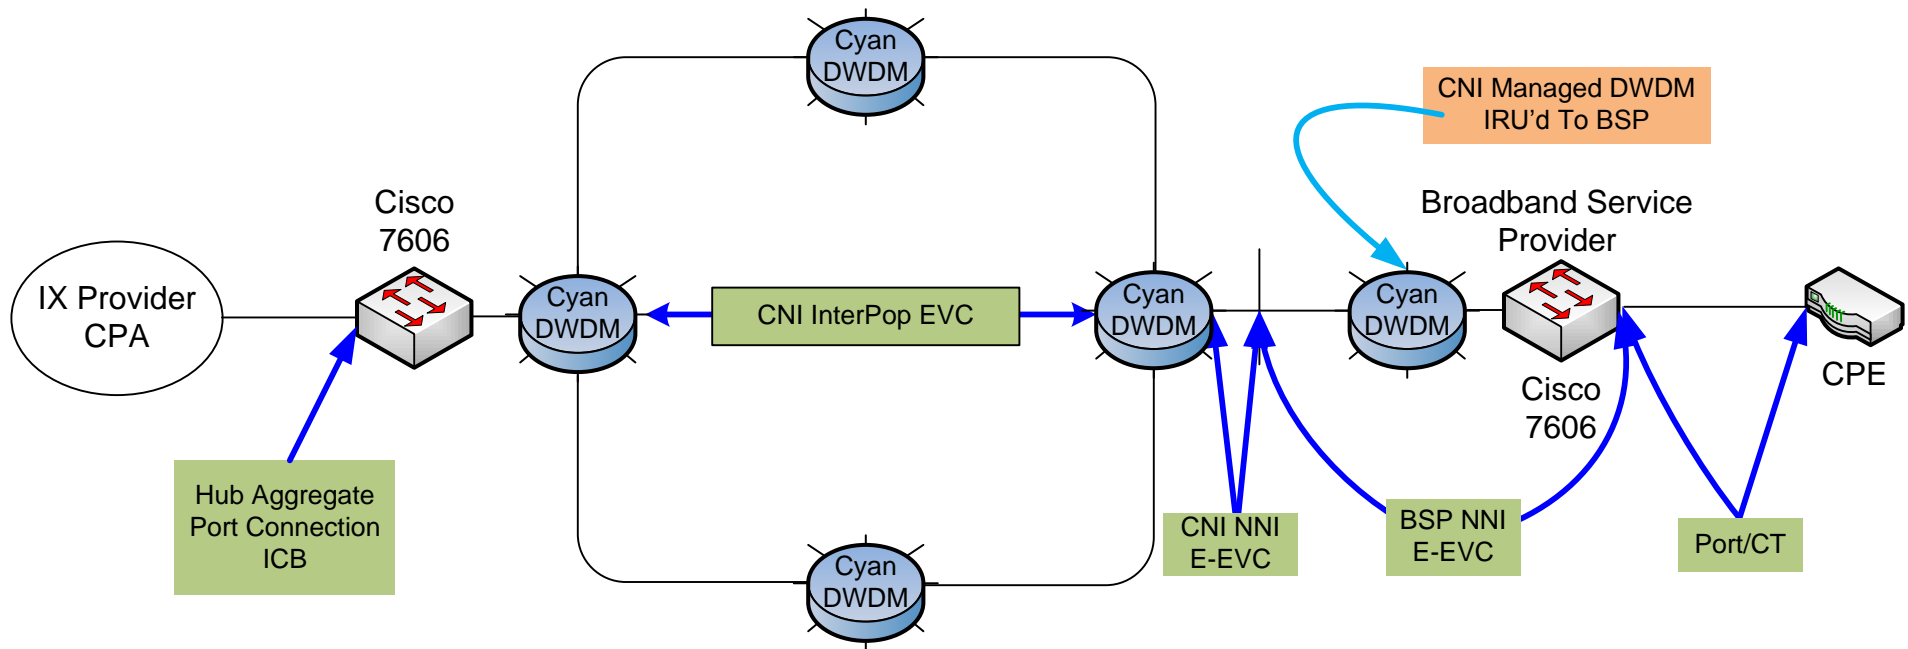 Cyan
DWDM
CNI Managed DWDM
IRU'd To BSP
Cisco
7606
Broadband Service
Provider
IX Provider
CPA
Cyan
DWDM
CNI InterPop EVC
Cyan
DWDM
Cyan
DWDM
CPE
Cisco
7606
Hub Aggregate
Port Connection
ICB
CNI NNI
E-EVC
BSP NNI
E-EVC
Port/CT
Cyan
DWDM